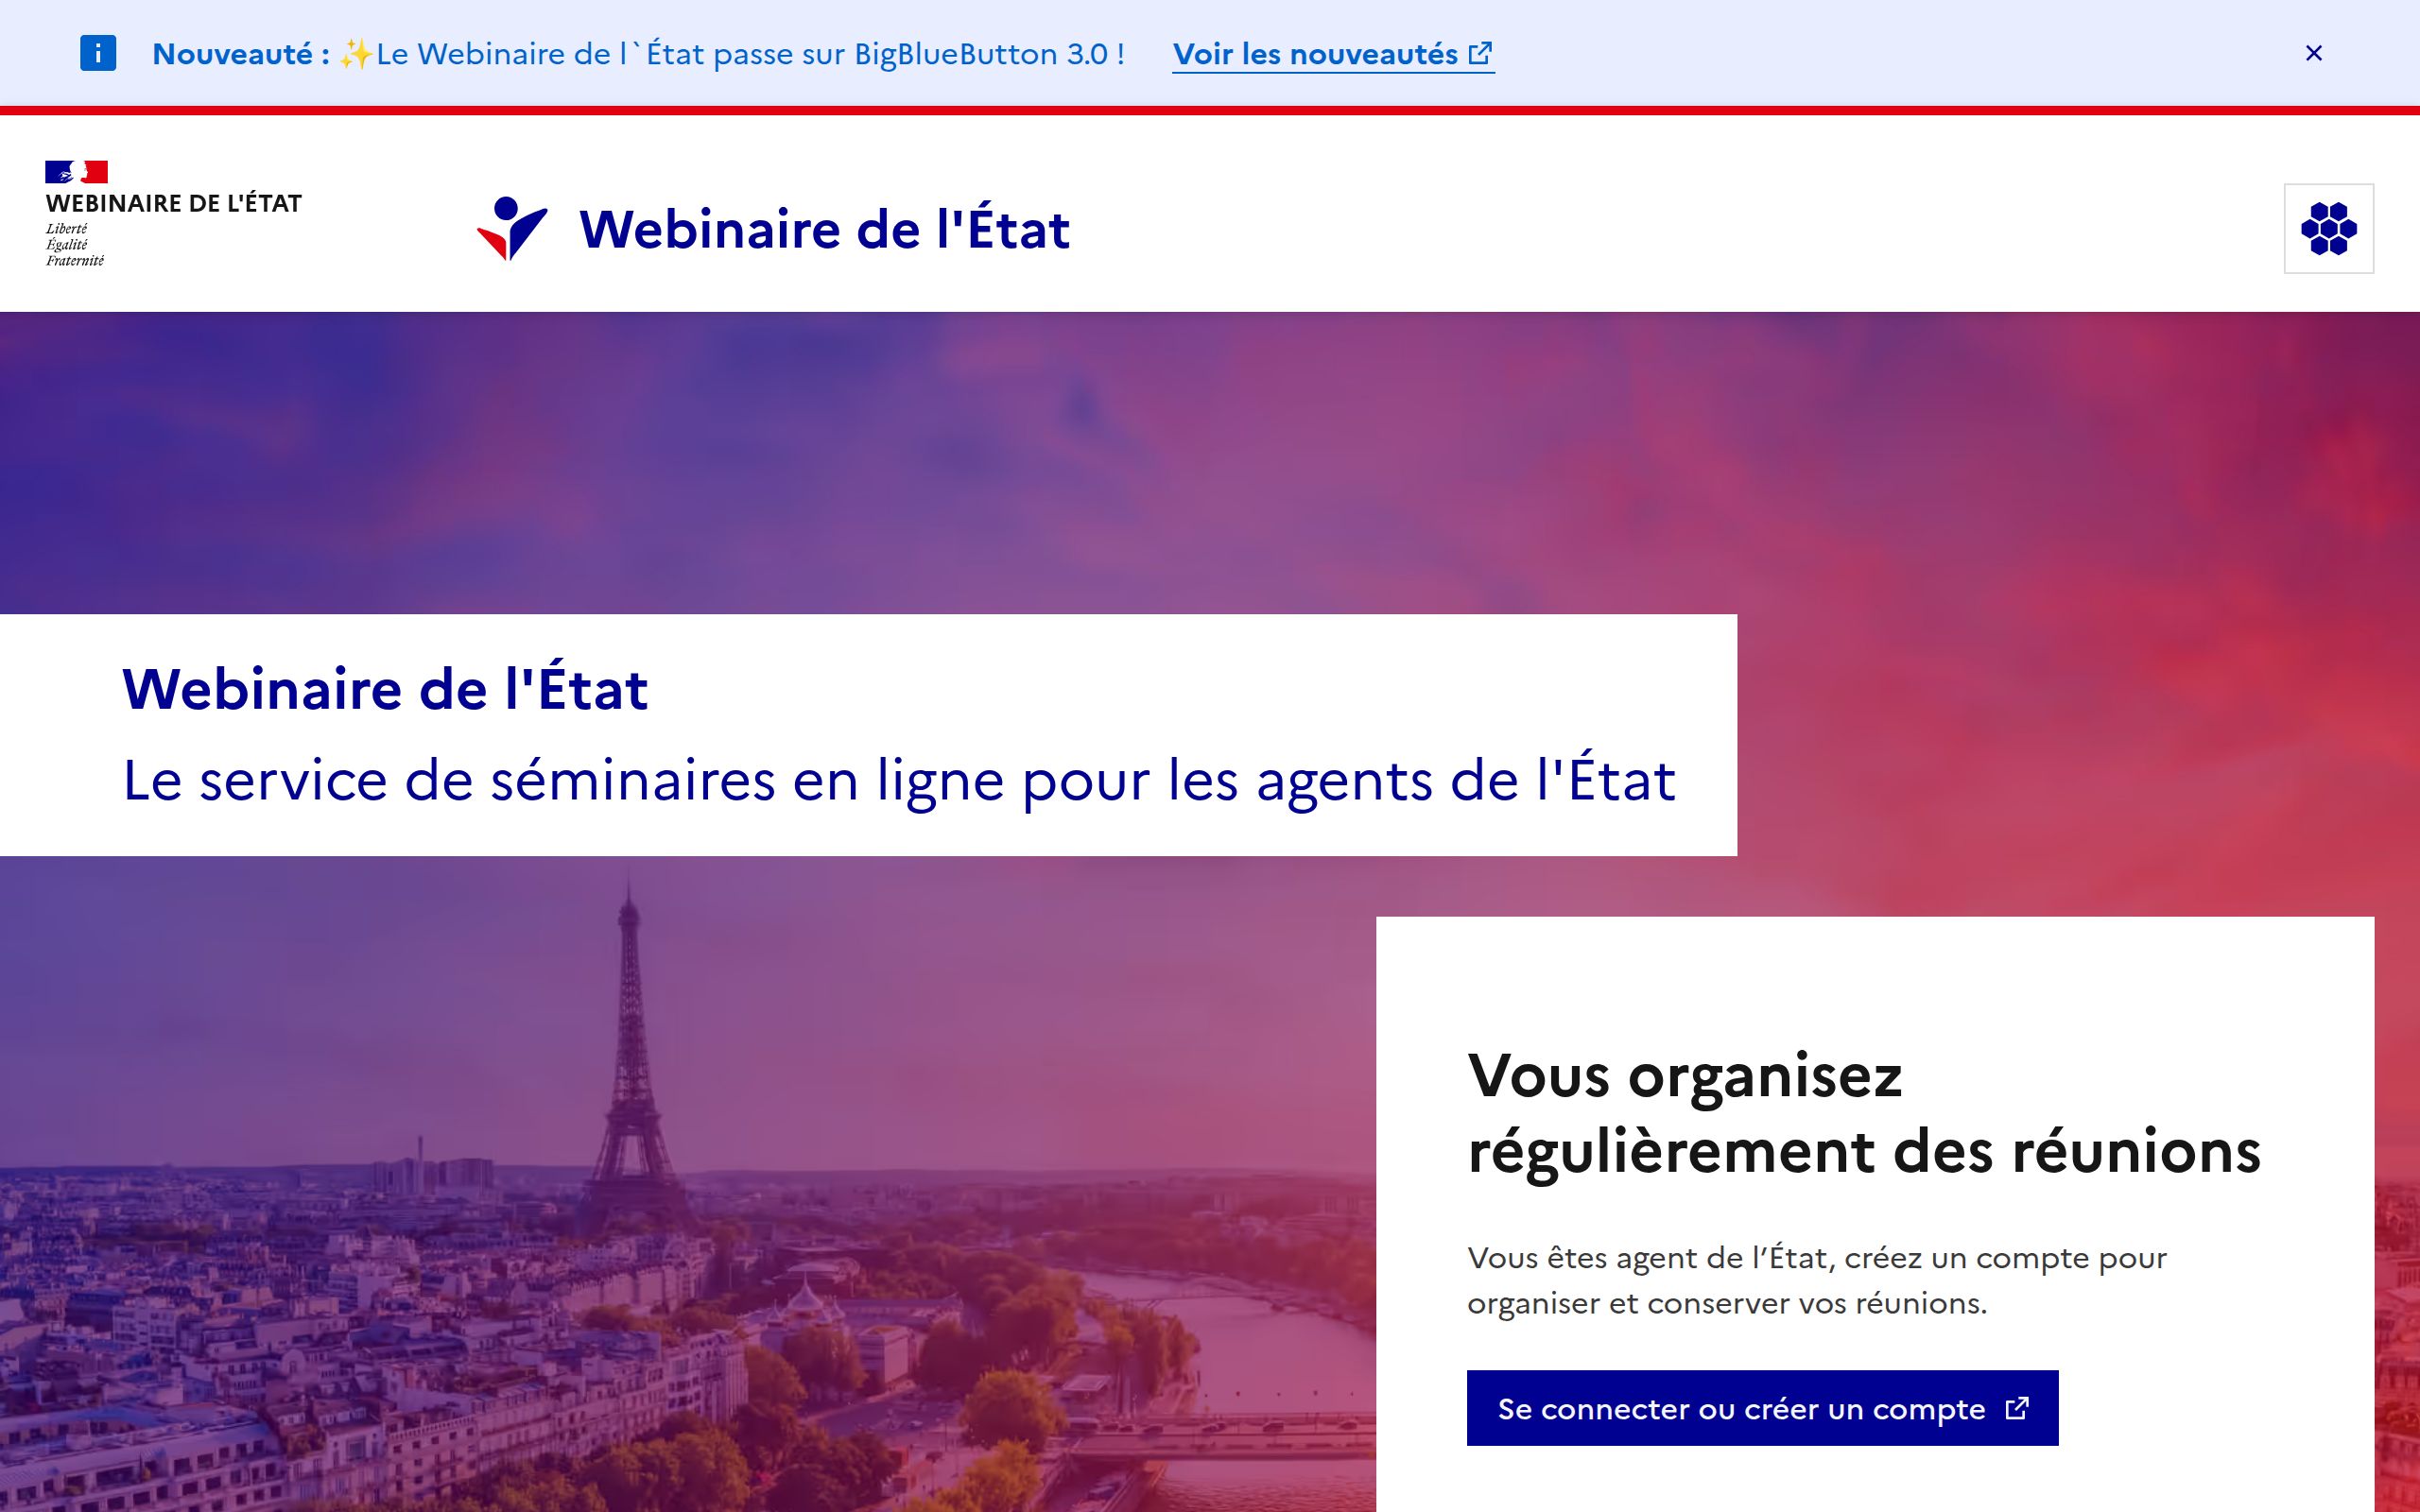 Nouveauté : ✨Le Webinaire de l`État passe sur BigBlueButton 3.0 ! Voir les nouveautés
WEBINAIRE DE L'ÉTAT
Liberté
Égalité
Fraternité
Webinaire de l'État
Webinaire de l'État
Le service de séminaires en ligne pour les agents de l'État
Vous organisez
régulièrement des réunions
Vous êtes agent de l’État, créez un compte pour
organiser et conserver vos réunions.
Se connecter ou créer un compte